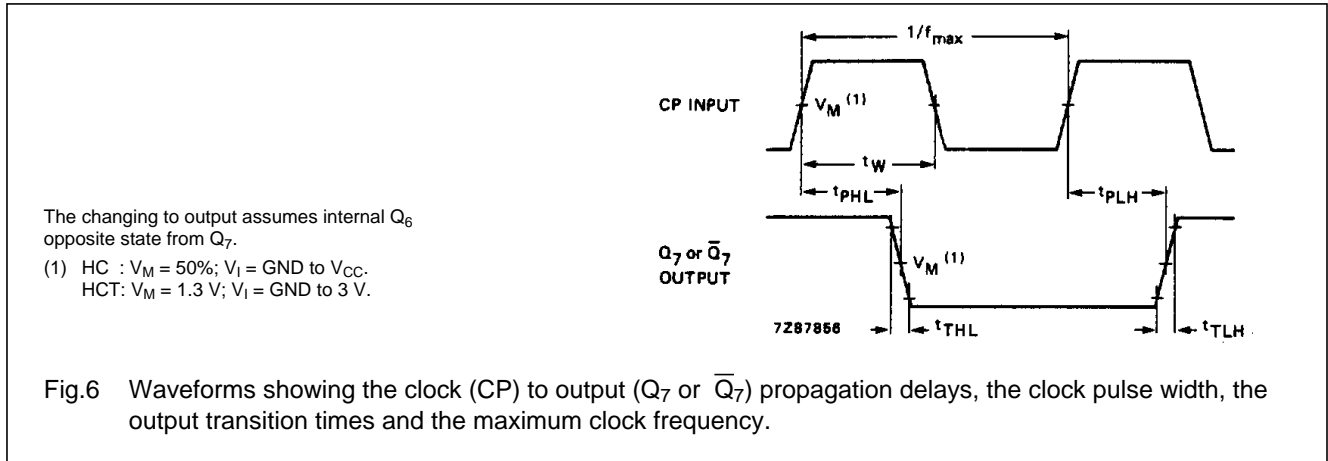 1/fmax
CP INPUT
VM (1)
tW
tPHL
tPLH
The changing to output assumes internal Q6
opposite state from Q7.
(1) HC : VM = 50%; VI = GND to VCC.
HCT: VM = 1.3 V; VI = GND to 3 V.
Q7 or Q̅7
OUTPUT
VM (1)
7Z87856
tTHL
tTLH
Fig.6 Waveforms showing the clock (CP) to output (Q7 or Q̅7) propagation delays, the clock pulse width, the
output transition times and the maximum clock frequency.